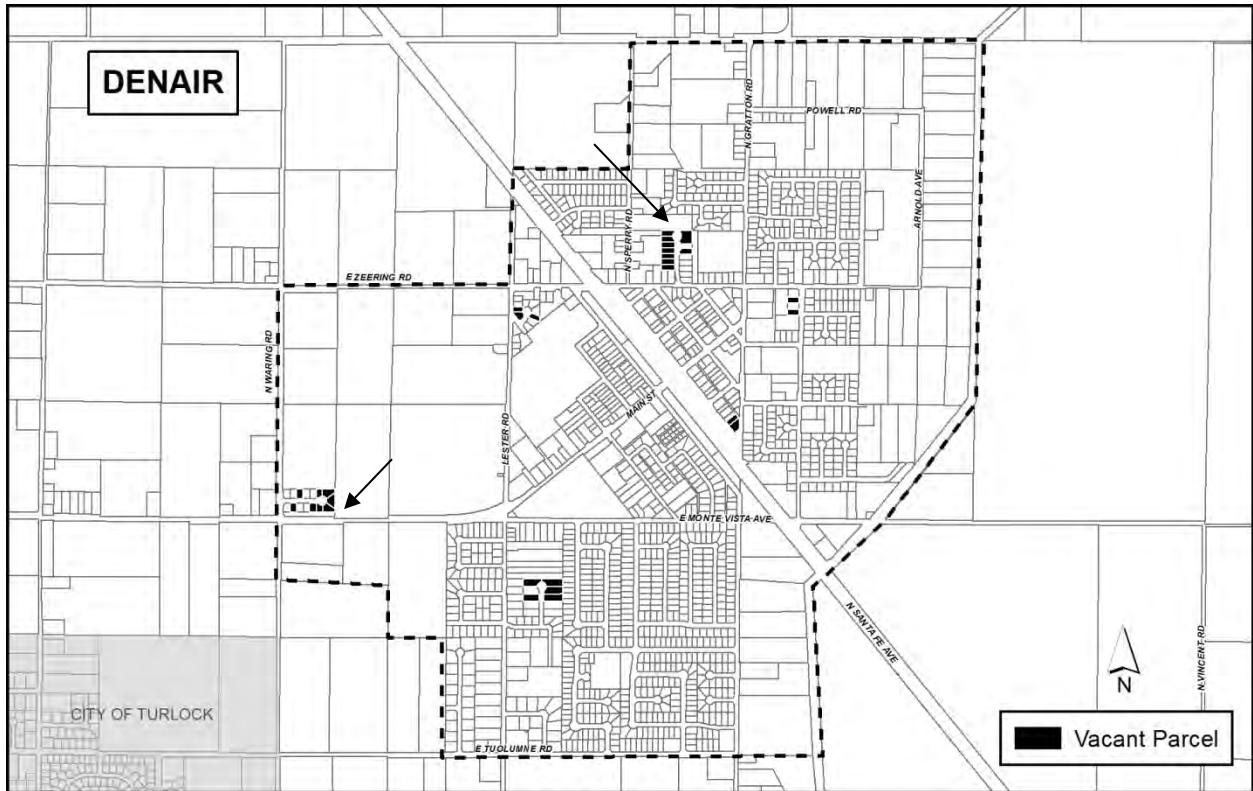 DENAIR
POWELL RD
N GRATTON RD
ARNOLD AVE
N SPERRY RD
E ZEERING RD
N WARING RD
MAIN ST
LESTER RD
E MONTE VISTA AVE
N SANTA FE AVE
N VINCENT RD
N
CITY OF TURLOCK
Vacant Parcel
E TUOLUMNE RD